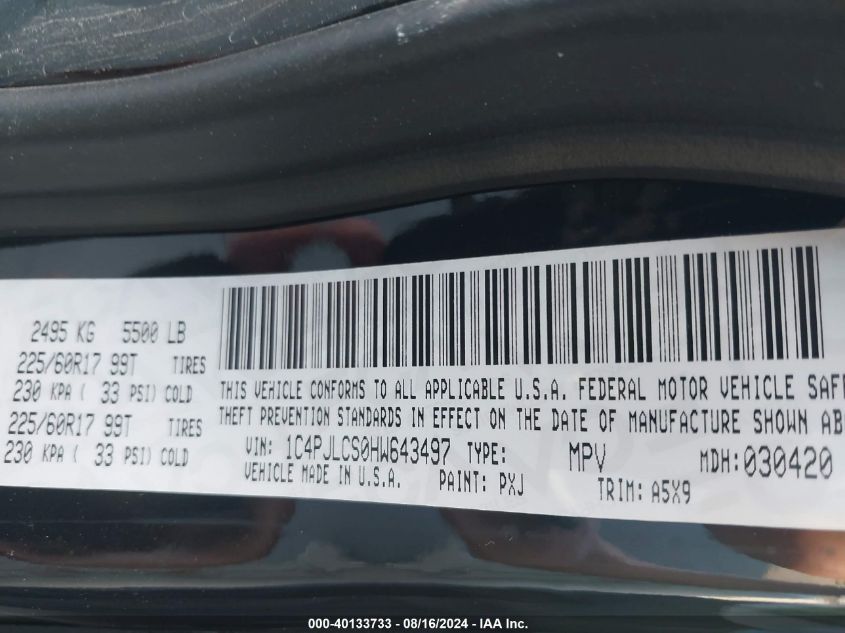 2495 KG 5500 LB
225/60R17 99T TIRES
230 KPA ( 33 PSI) COLD
225/60R17 99T TIRES
230 KPA ( 33 PSI) COLD
THIS VEHICLE CONFORMS TO ALL APPLICABLE U.S.A. FEDERAL MOTOR VEHICLE SAFE
THEFT PREVENTION STANDARDS IN EFFECT ON THE DATE OF MANUFACTURE SHOWN AB
VIN: 1C4PJLCS0HW643497 TYPE: MPV MDH:030420
VEHICLE MADE IN U.S.A. PAINT: PXJ TRIM: A5X9
000-40133733 - 08/16/2024 - IAA Inc.